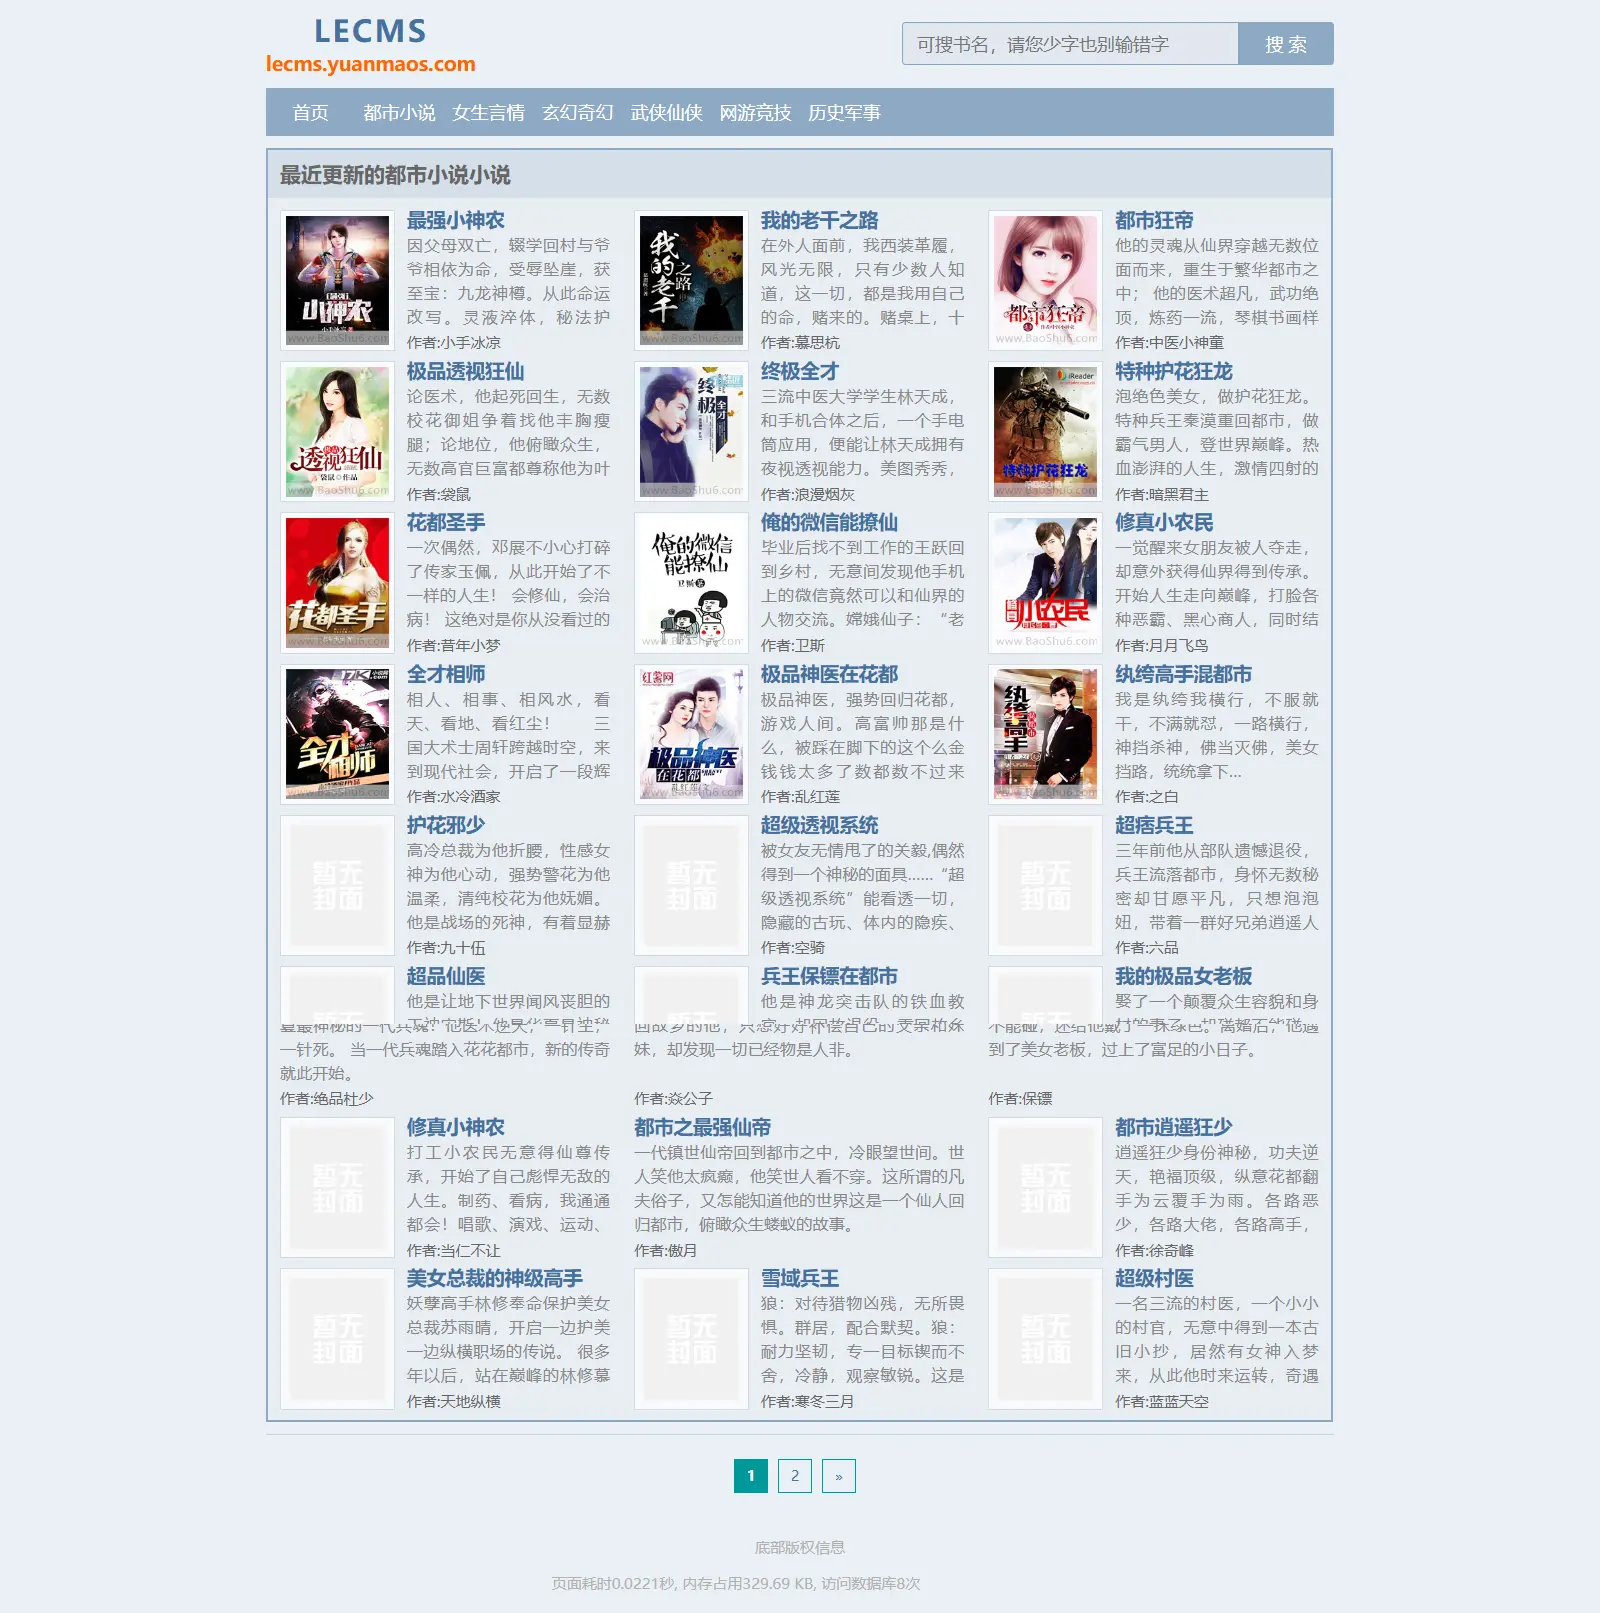 LECMS
lecms.yuanmaos.com
可搜书名，请您少字也别输错字
搜 索
首页 都市小说 女生言情 玄幻奇幻 武侠仙侠 网游竞技 历史军事
最近更新的都市小说小说
最强小神农
因父母双亡，辍学回村与爷
爷相依为命，受辱坠崖，获
至宝：九龙神樽。从此命运
改写。灵液淬体，秘法护
作者:小手冰凉
我的老千之路
在外人面前，我西装革履，
风光无限，只有少数人知
道，这一切，都是我用自己
的命，赌来的。赌桌上，十
作者:慕思杭
都市狂帝
他的灵魂从仙界穿越无数位
面而来，重生于繁华都市之
中； 他的医术超凡，武功绝
顶，炼药一流，琴棋书画样
作者:中医小神童
极品透视狂仙
论医术，他起死回生，无数
校花御姐争着找他丰胸瘦
腿；论地位，他俯瞰众生，
无数高官巨富都尊称他为叶
作者:袋鼠
终极全才
三流中医大学学生林天成，
和手机合体之后，一个手电
筒应用，便能让林天成拥有
夜视透视能力。美图秀秀，
作者:浪漫烟灰
特种护花狂龙
泡绝色美女，做护花狂龙。
特种兵王秦漠重回都市，做
霸气男人，登世界巅峰。热
血澎湃的人生，激情四射的
作者:暗黑君主
花都圣手
一次偶然，邓展不小心打碎
了传家玉佩，从此开始了不
一样的人生！ 会修仙，会治
病！ 这绝对是你从没看过的
作者:昔年小梦
俺的微信能撩仙
毕业后找不到工作的王跃回
到乡村，无意间发现他手机
上的微信竟然可以和仙界的
人物交流。嫦娥仙子：“老
作者:卫斯
修真小农民
一觉醒来女朋友被人夺走，
却意外获得仙界得到传承。
开始人生走向巅峰，打脸各
种恶霸、黑心商人，同时结
作者:月月飞鸟
全才相师
相人、相事、相风水，看
天、看地、看红尘！ 三
国大术士周轩跨越时空，来
到现代社会，开启了一段辉
作者:水冷酒家
极品神医在花都
极品神医，强势回归花都，
游戏人间。高富帅那是什
么，被踩在脚下的这个么金
钱钱太多了数都数不过来
作者:乱红莲
纨绔高手混都市
我是纨绔我横行，不服就
干，不满就怼，一路横行，
神挡杀神，佛当灭佛，美女
挡路，统统拿下...
作者:之白
护花邪少
高冷总裁为他折腰，性感女
神为他心动，强势警花为他
温柔，清纯校花为他妩媚。
他是战场的死神，有着显赫
作者:九十伍
超级透视系统
被女友无情甩了的关毅,偶然
得到一个神秘的面具……“超
级透视系统”能看透一切，
隐藏的古玩、体内的隐疾、
作者:空骑
超痞兵王
三年前他从部队遗憾退役，
兵王流落都市，身怀无数秘
密却甘愿平凡，只想泡泡
妞，带着一群好兄弟逍遥人
作者:六品
超品仙医
他是让地下世界闻风丧胆的
一针死。 当一代兵魂踏入花花都市，新的传奇
就此开始。
作者:绝品杜少
兵王保镖在都市
他是神龙突击队的铁血教
妹，却发现一切已经物是人非。
作者:焱公子
我的极品女老板
娶了一个颠覆众生容貌和身
到了美女老板，过上了富足的小日子。
作者:保镖
修真小神农
打工小农民无意得仙尊传
承，开始了自己彪悍无敌的
人生。制药、看病，我通通
都会！唱歌、演戏、运动、
作者:当仁不让
都市之最强仙帝
一代镇世仙帝回到都市之中，冷眼望世间。世
人笑他太疯癫，他笑世人看不穿。这所谓的凡
夫俗子，又怎能知道他的世界这是一个仙人回
归都市，俯瞰众生蝼蚁的故事。
作者:傲月
都市逍遥狂少
逍遥狂少身份神秘，功夫逆
天，艳福顶级，纵意花都翻
手为云覆手为雨。各路恶
少，各路大佬，各路高手，
作者:徐奇峰
美女总裁的神级高手
妖孽高手林修奉命保护美女
总裁苏雨晴，开启一边护美
一边纵横职场的传说。 很多
年以后，站在巅峰的林修蓦
作者:天地纵横
雪域兵王
狼：对待猎物凶残，无所畏
惧。群居，配合默契。狼：
耐力坚韧，专一目标锲而不
舍，冷静，观察敏锐。这是
作者:寒冬三月
超级村医
一名三流的村医，一个小小
的村官，无意中得到一本古
旧小抄，居然有女神入梦
来，从此他时来运转，奇遇
作者:蓝蓝天空
1 2 »
底部版权信息
页面耗时0.0221秒, 内存占用329.69 KB, 访问数据库8次